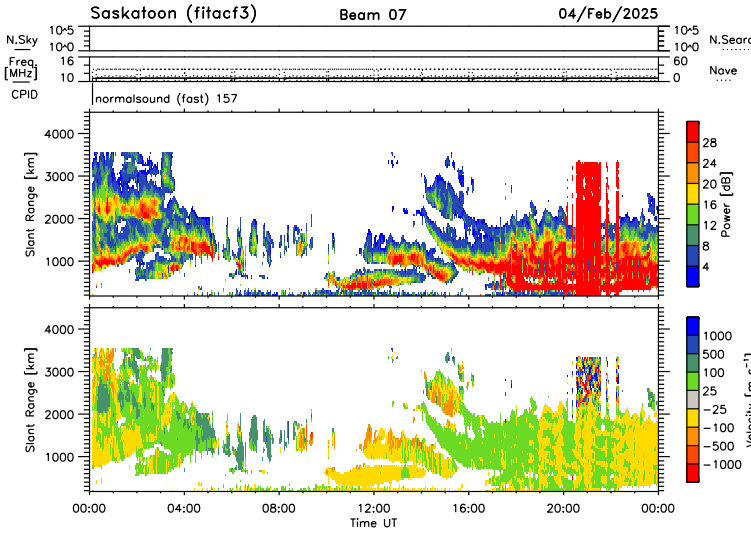 Saskatoon (fitacf3) Beam 07 04/Feb/2025
N.Sky 10^5 10^0 10^5 10^0 N.Sear
Freq. [MHz] 16 10 60 0 Nave
CPID normalsound (fast) 157
Slant Range [km] 4000 3000 2000 1000
28 24 20 16 12 8 4 Power [dB]
Slant Range [km] 4000 3000 2000 1000
1000 500 100 25 -25 -100 -500 -1000 Velocity [m s⁻¹]
00:00 04:00 08:00 12:00 16:00 20:00 00:00
Time UT